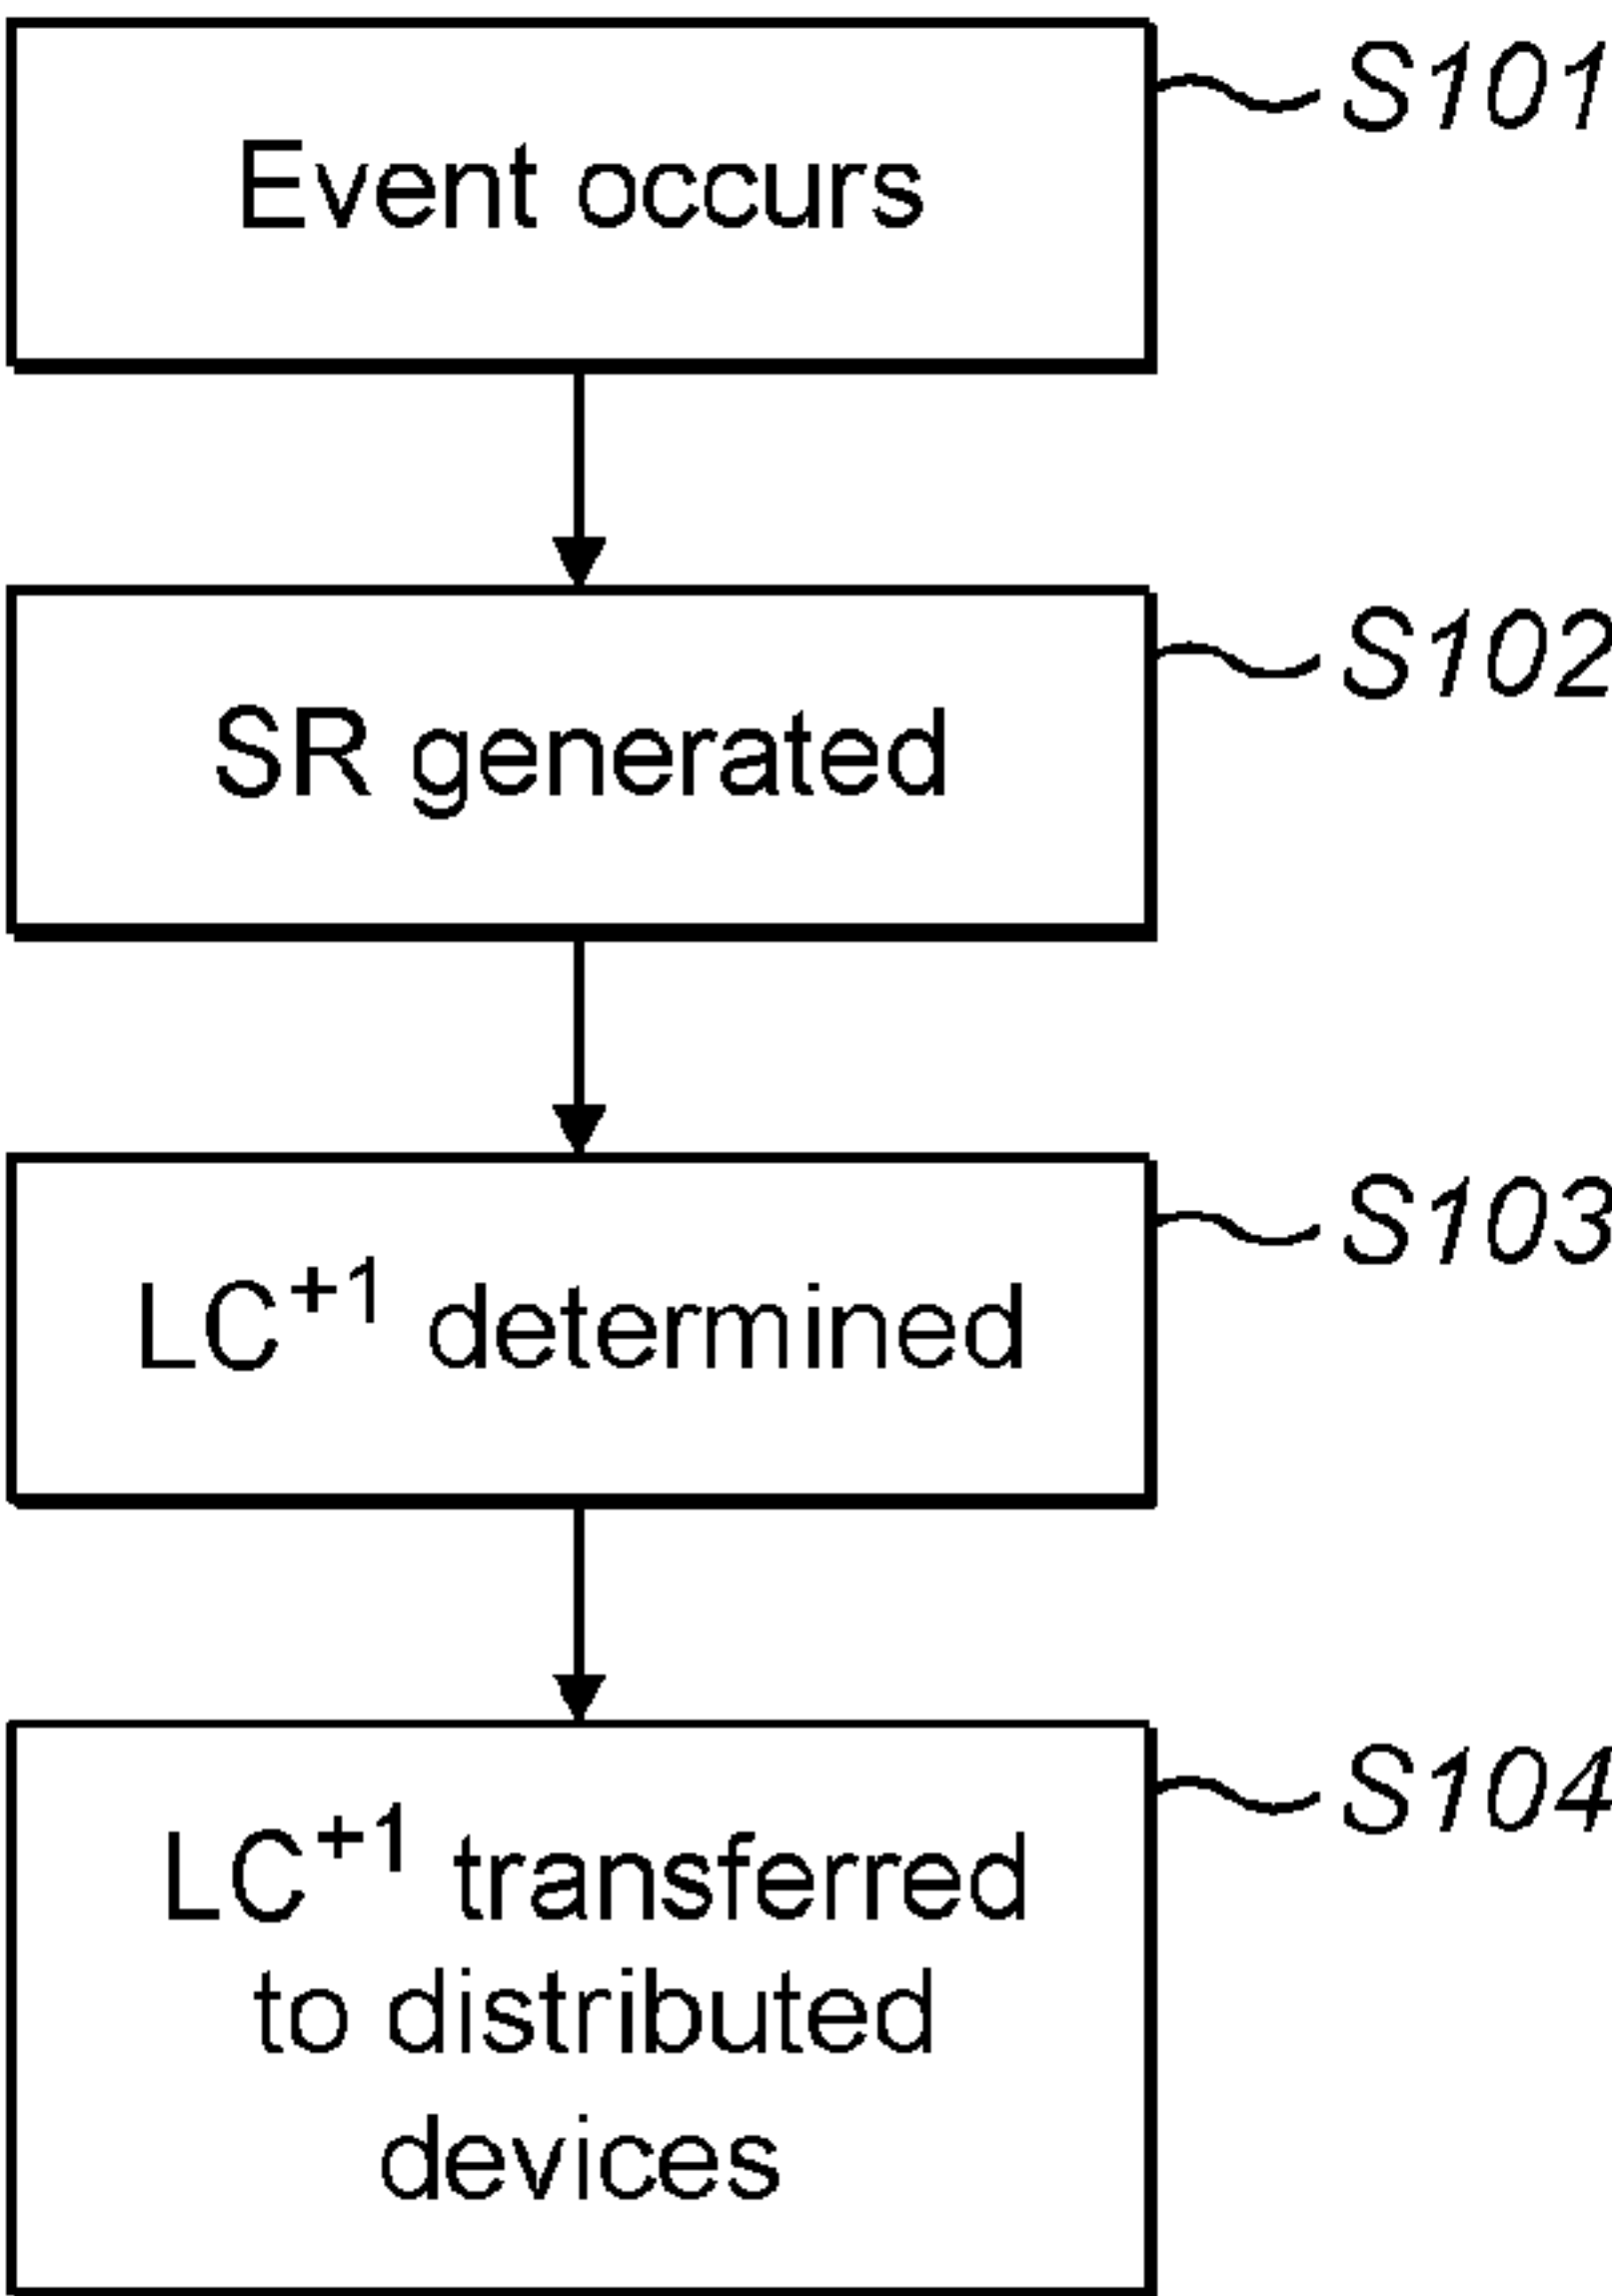 Event occurs
S101
SR generated
S102
LC⁺¹ determined
S103
LC⁺¹ transferred
to distributed
devices
S104